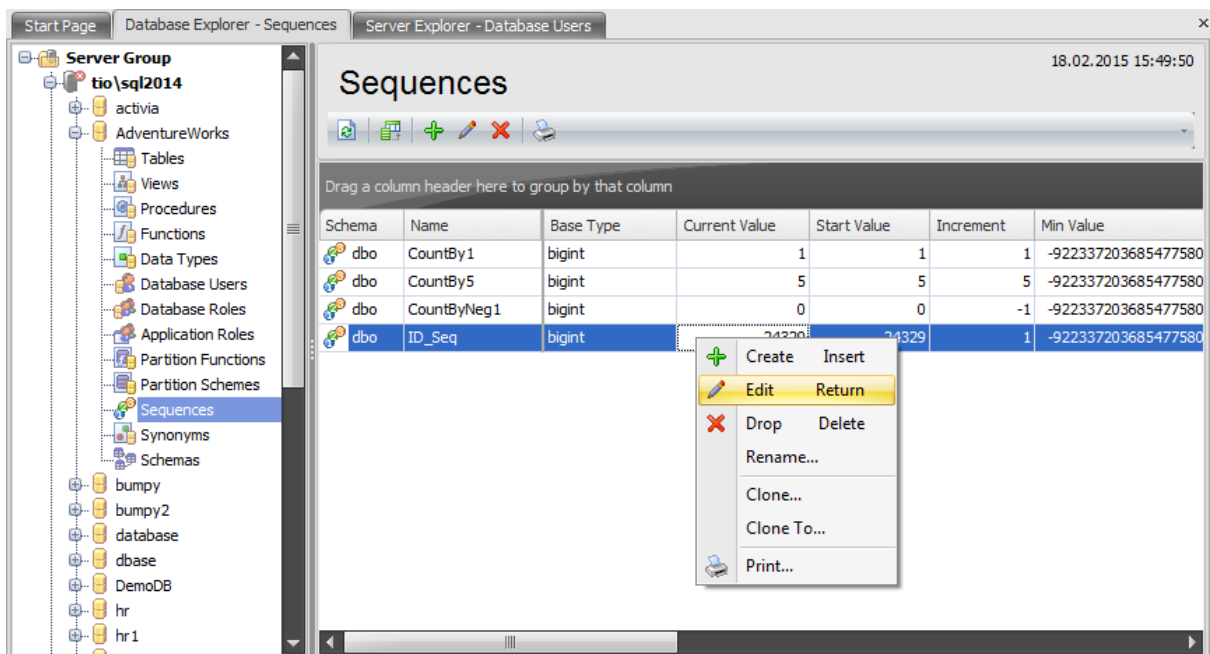 Start Page Database Explorer - Sequences Server Explorer - Database Users
Server Group
tio\sql2014
activia
AdventureWorks
Tables
Views
Procedures
Functions
Data Types
Database Users
Database Roles
Application Roles
Partition Functions
Partition Schemes
Sequences
Synonyms
Schemas
bumpy
bumpy2
database
dbase
DemoDB
hr
hr1
18.02.2015 15:49:50
Sequences
Drag a column header here to group by that column
Schema Name Base Type Current Value Start Value Increment Min Value
dbo CountBy1 bigint 1 1 1 -922337203685477580
dbo CountBy5 bigint 5 5 5 -922337203685477580
dbo CountByNeg1 bigint 0 0 -1 -922337203685477580
dbo ID_Seq bigint 24329 24329 1 -922337203685477580
Create Insert
Edit Return
Drop Delete
Rename...
Clone...
Clone To...
Print...